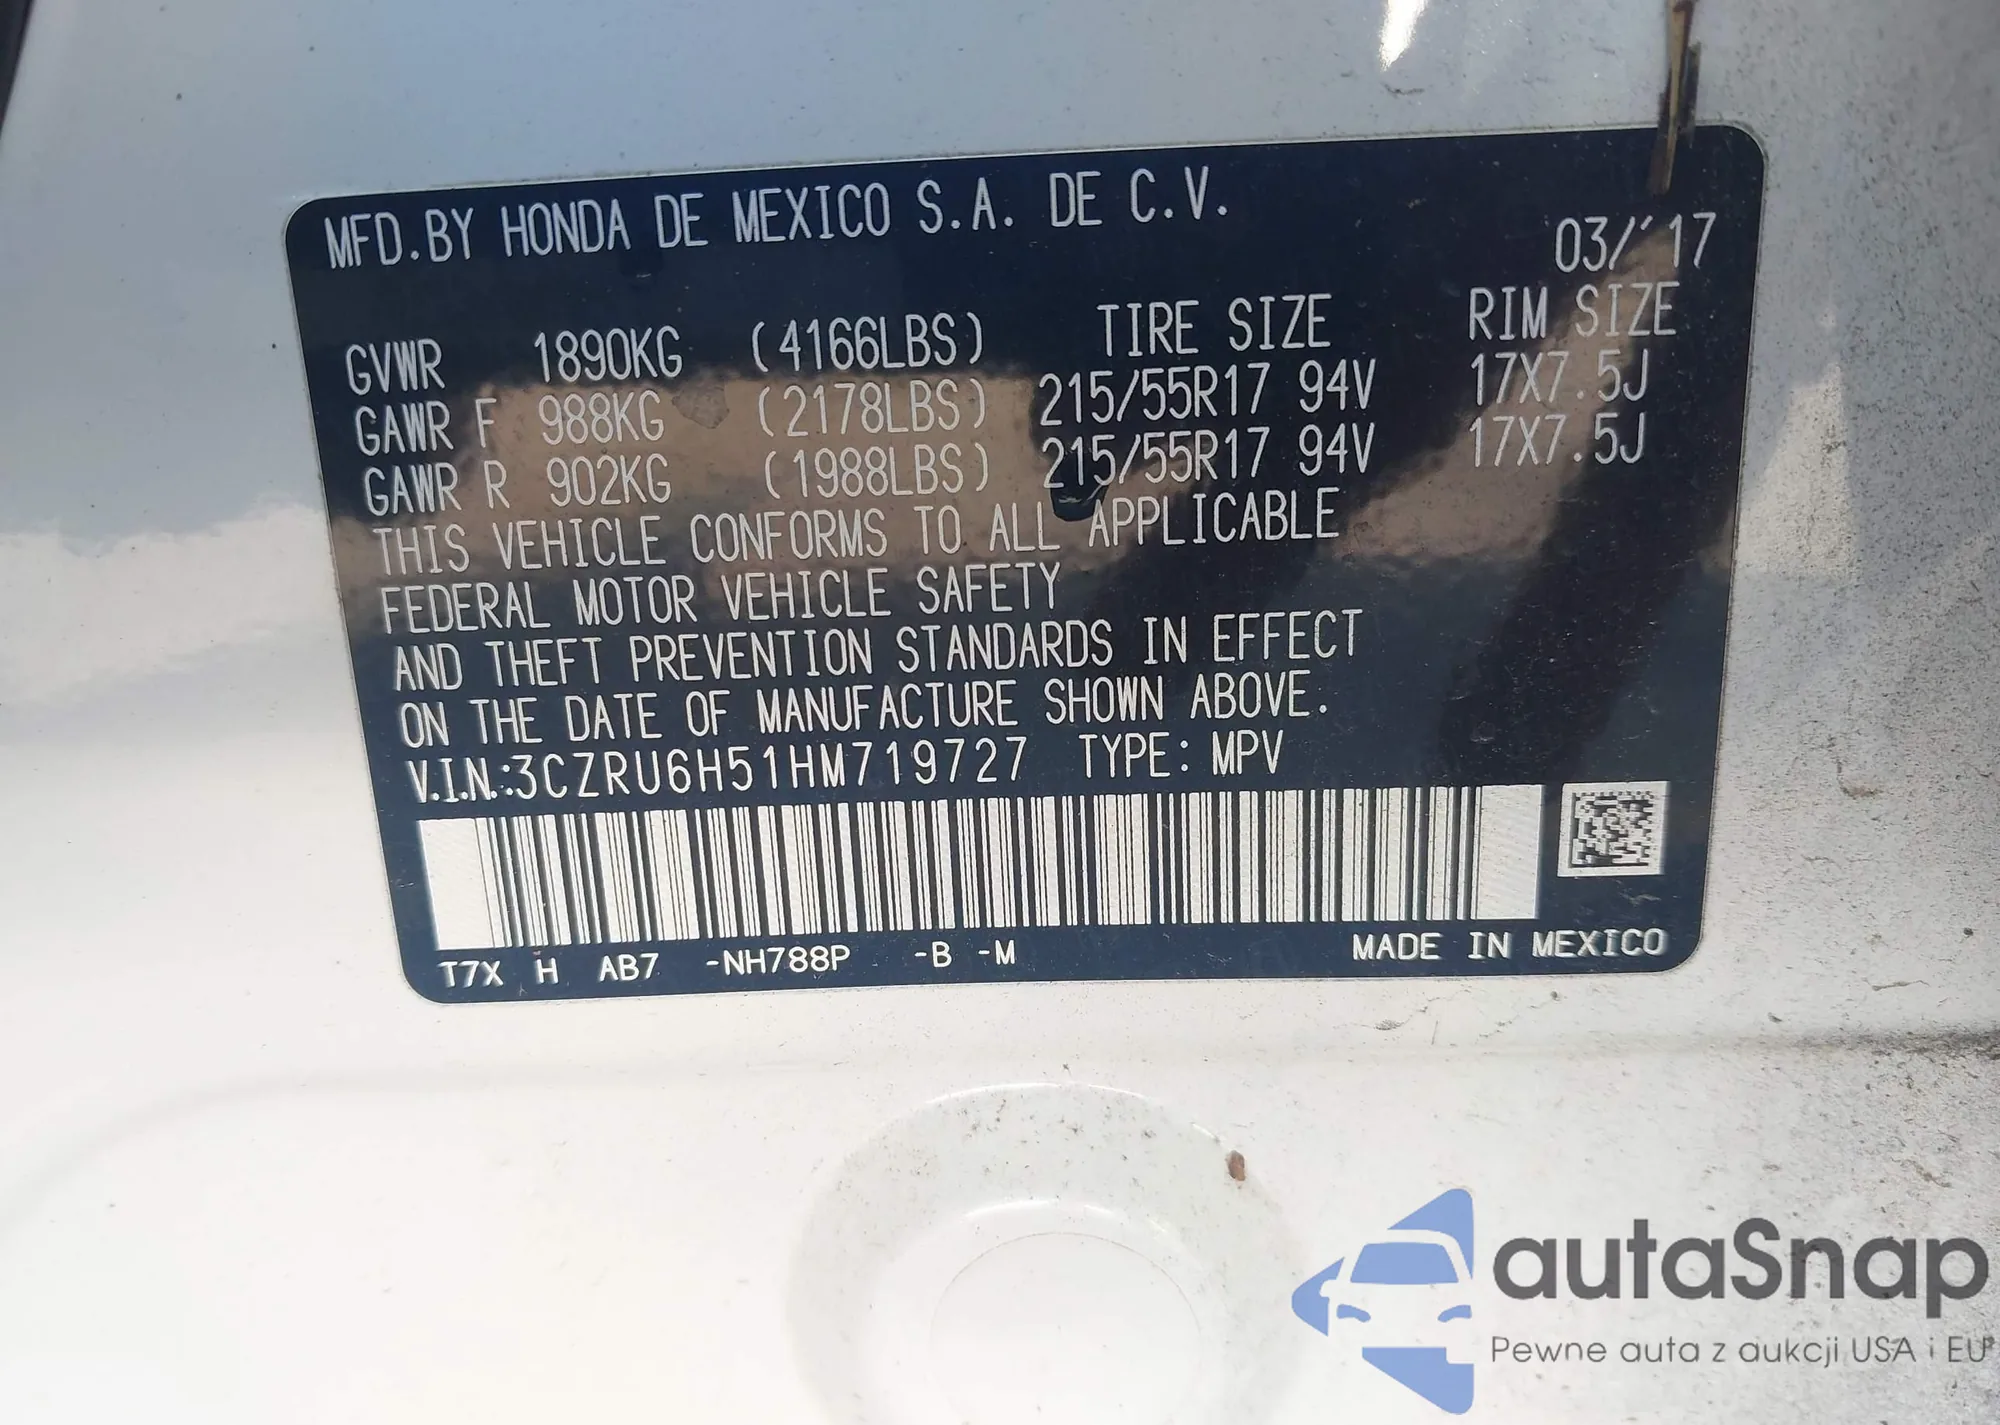 MFD.BY HONDA DE MEXICO S.A. DE C.V.
03/'17
GVWR 1890KG (4166LBS) TIRE SIZE RIM SIZE
GAWR F 988KG (2178LBS) 215/55R17 94V 17X7.5J
GAWR R 902KG (1988LBS) 215/55R17 94V 17X7.5J
THIS VEHICLE CONFORMS TO ALL APPLICABLE
FEDERAL MOTOR VEHICLE SAFETY
AND THEFT PREVENTION STANDARDS IN EFFECT
ON THE DATE OF MANUFACTURE SHOWN ABOVE.
V.I.N.:3CZRU6H51HM719727 TYPE: MPV
T7X H AB7 -NH788P -B -M MADE IN MEXICO
autaSnap
Pewne auta z aukcji USA i EU